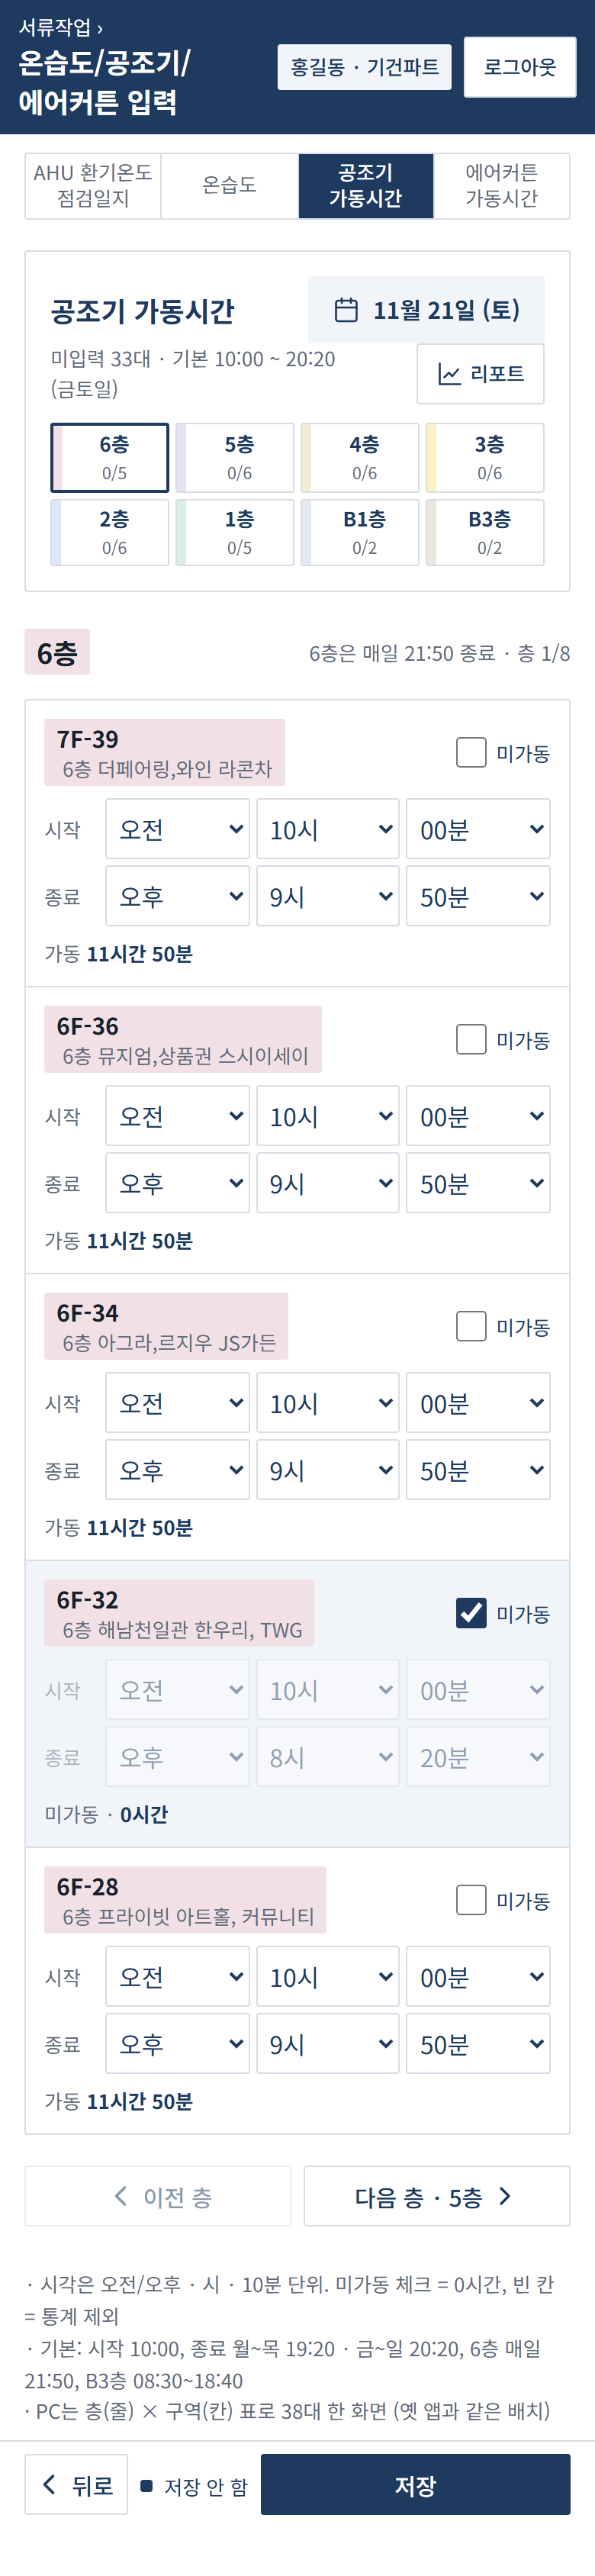 서류작업 ›
온습도/공조기/
에어커튼 입력
홍길동 · 기건파트
로그아웃
AHU 환기온도
점검일지
온습도
공조기
가동시간
에어커튼
가동시간
공조기 가동시간
11월 21일 (토)
미입력 33대 · 기본 10:00 ~ 20:20
(금토일)
리포트
6층
0/5
5층
0/6
4층
0/6
3층
0/6
2층
0/6
1층
0/5
B1층
0/2
B3층
0/2
6층
6층은 매일 21:50 종료 · 층 1/8
7F-39
6층 더페어링,와인 라콘차
미가동
시작 오전 10시 00분
종료 오후 9시 50분
가동 11시간 50분
6F-36
6층 뮤지엄,상품권 스시이세이
미가동
시작 오전 10시 00분
종료 오후 9시 50분
가동 11시간 50분
6F-34
6층 아그라,르지우 JS가든
미가동
시작 오전 10시 00분
종료 오후 9시 50분
가동 11시간 50분
6F-32
6층 해남천일관 한우리, TWG
미가동
시작 오전 10시 00분
종료 오후 8시 20분
미가동 · 0시간
6F-28
6층 프라이빗 아트홀, 커뮤니티
미가동
시작 오전 10시 00분
종료 오후 9시 50분
가동 11시간 50분
이전 층
다음 층 · 5층
· 시각은 오전/오후 · 시 · 10분 단위. 미가동 체크 = 0시간, 빈 칸
= 통계 제외
· 기본: 시작 10:00, 종료 월~목 19:20 · 금~일 20:20, 6층 매일
21:50, B3층 08:30~18:40
· PC는 층(줄) × 구역(칸) 표로 38대 한 화면 (옛 앱과 같은 배치)
뒤로
저장 안 함
저장